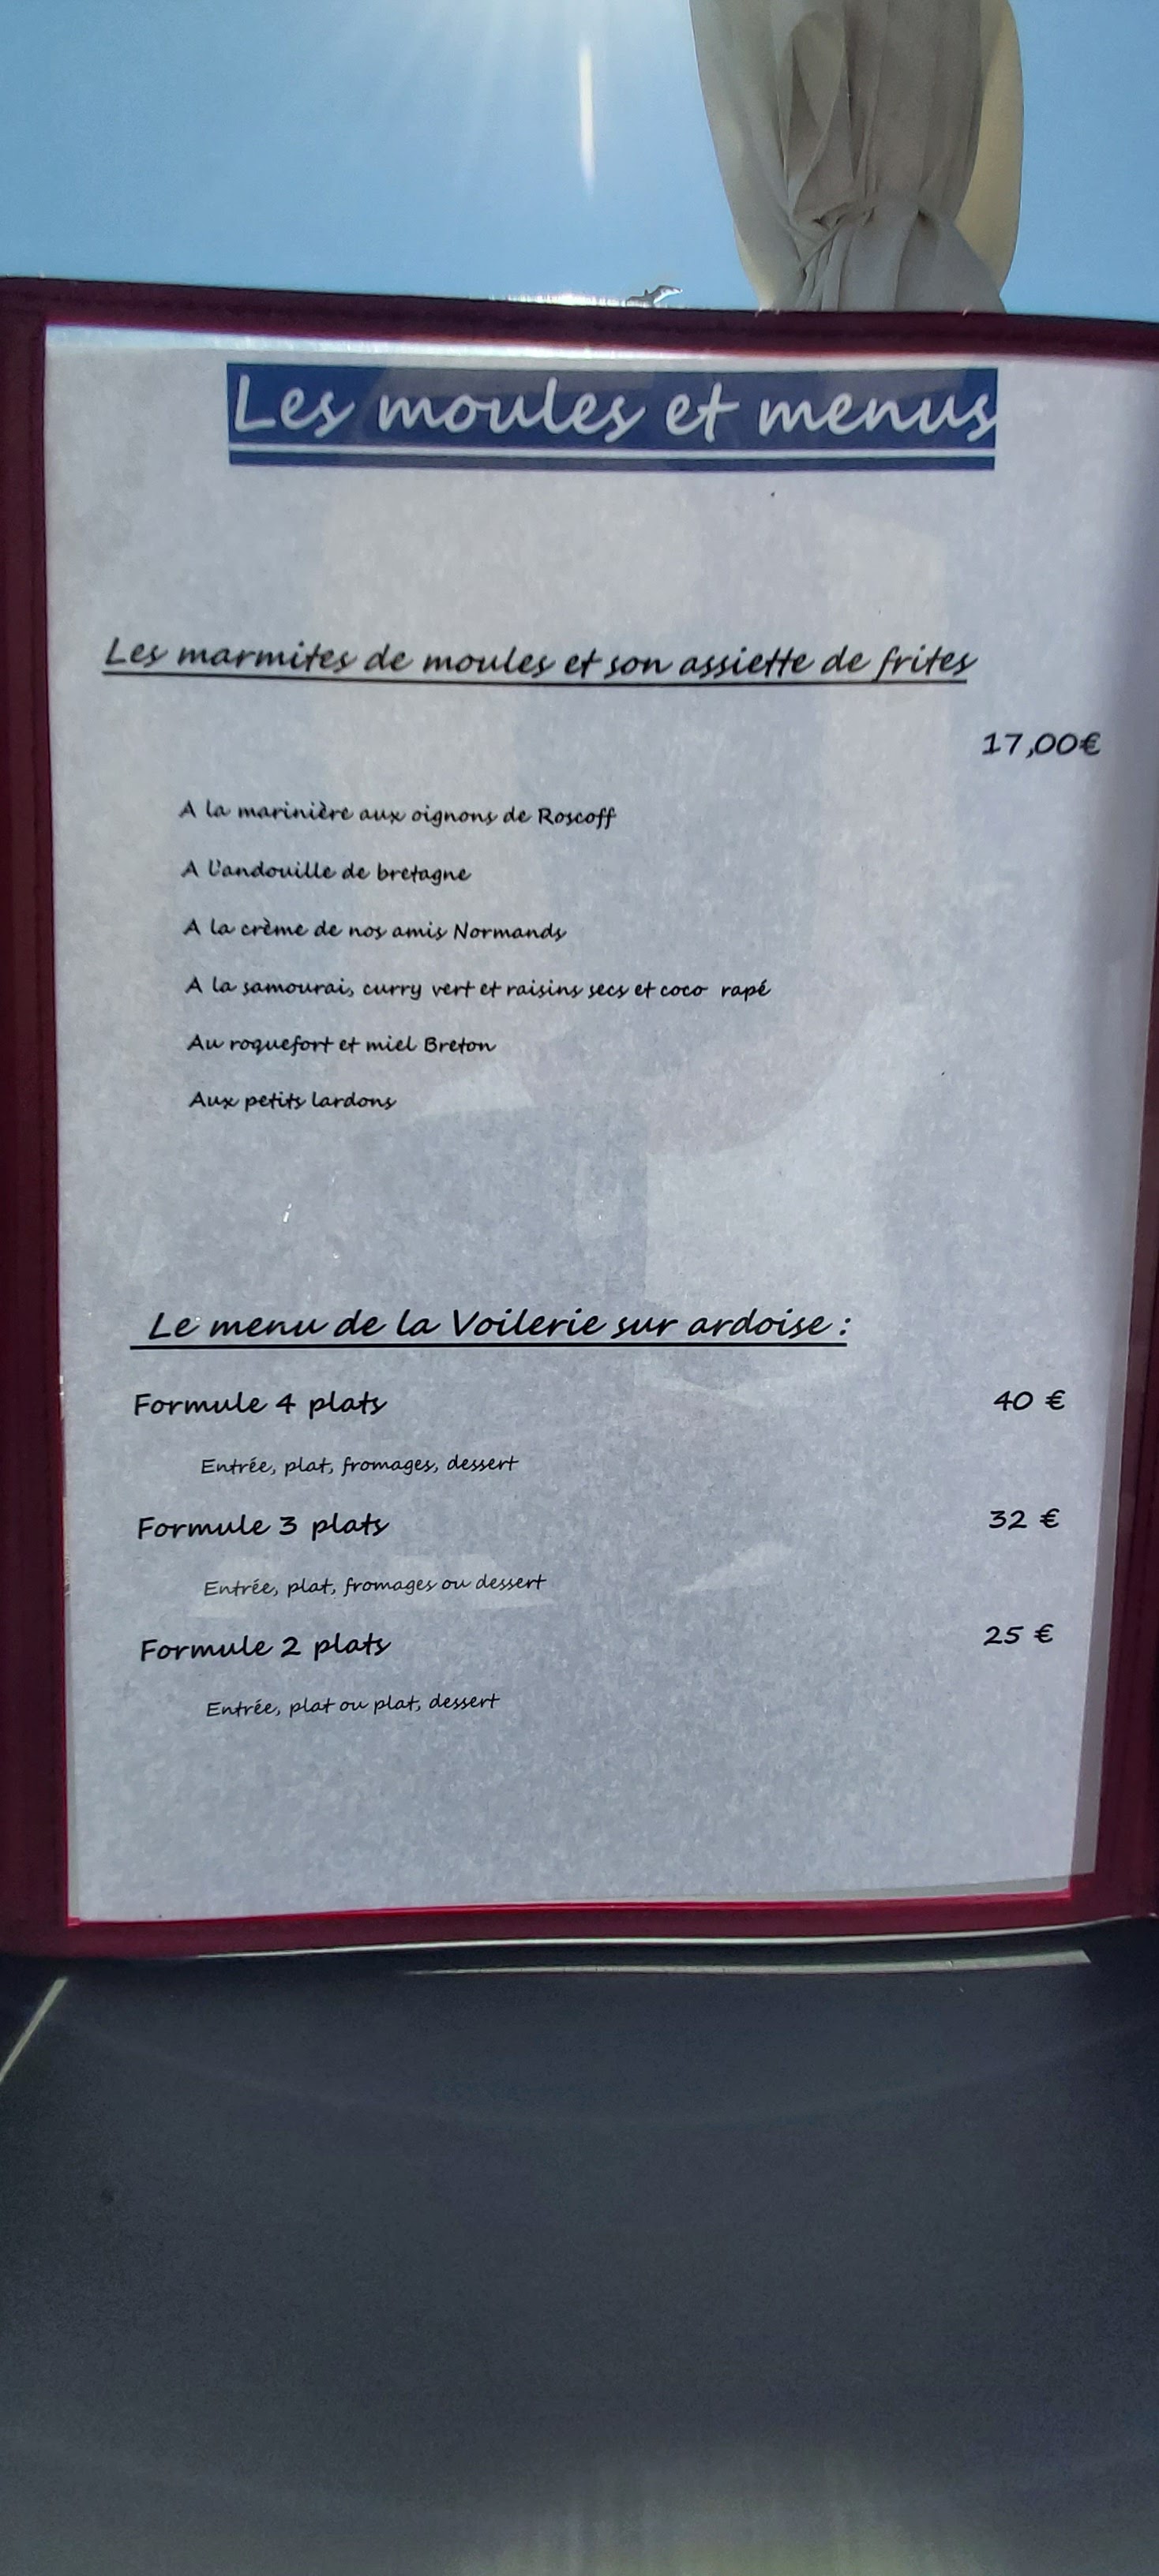 Les moules et menus
Les marmites de moules et son assiette de frites
17,00€
A la marinière aux oignons de Roscoff
A l'andouille de bretagne
A la crème de nos amis Normands
A la samourai, curry vert et raisins secs et coco rapé
Au roquefort et miel Breton
Aux petits lardons
Le menu de la Voilerie sur ardoise :
Formule 4 plats 40 €
Entrée, plat, fromages, dessert
Formule 3 plats 32 €
Entrée, plat, fromages ou dessert
Formule 2 plats 25 €
Entrée, plat ou plat, dessert